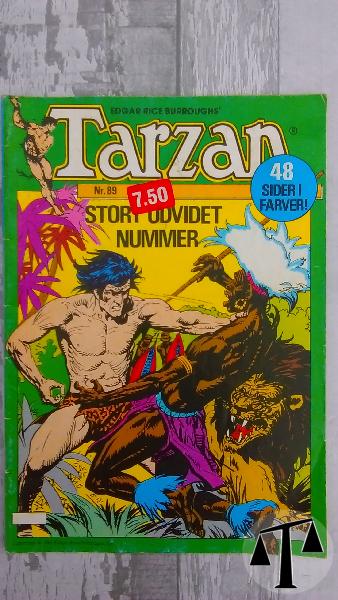 EDGAR RICE BURROUGHS'
Tarzan®
Nr. 89
7.50
48
SIDER I
FARVER!
STORT UDVIDET
NUMMER